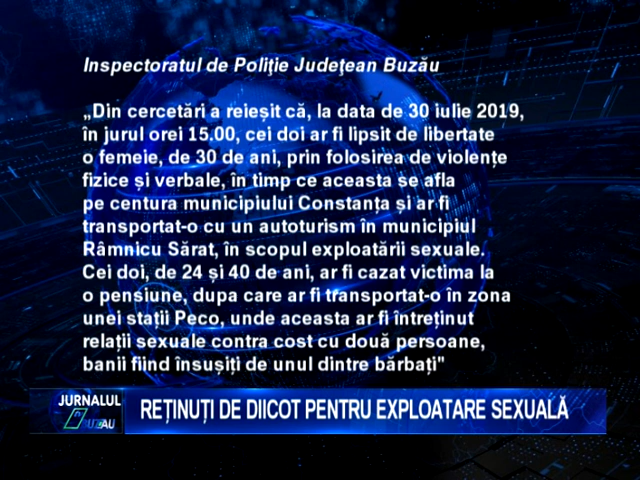 Inspectoratul de Poliţie Judeţean Buzău
„Din cercetări a reieșit că, la data de 30 iulie 2019,
în jurul orei 15.00, cei doi ar fi lipsit de libertate
o femeie, de 30 de ani, prin folosirea de violențe
fizice și verbale, în timp ce aceasta se afla
pe centura municipiului Constanța și ar fi
transportat-o cu un autoturism în municipiul
Râmnicu Sărat, în scopul exploatării sexuale.
Cei doi, de 24 și 40 de ani, ar fi cazat victima la
o pensiune, dupa care ar fi transportat-o în zona
unei stații Peco, unde aceasta ar fi întreținut
relații sexuale contra cost cu două persoane,
banii fiind însușiți de unul dintre bărbați"
JURNALUL
BUZĂU
REȚINUȚI DE DIICOT PENTRU EXPLOATARE SEXUALĂ